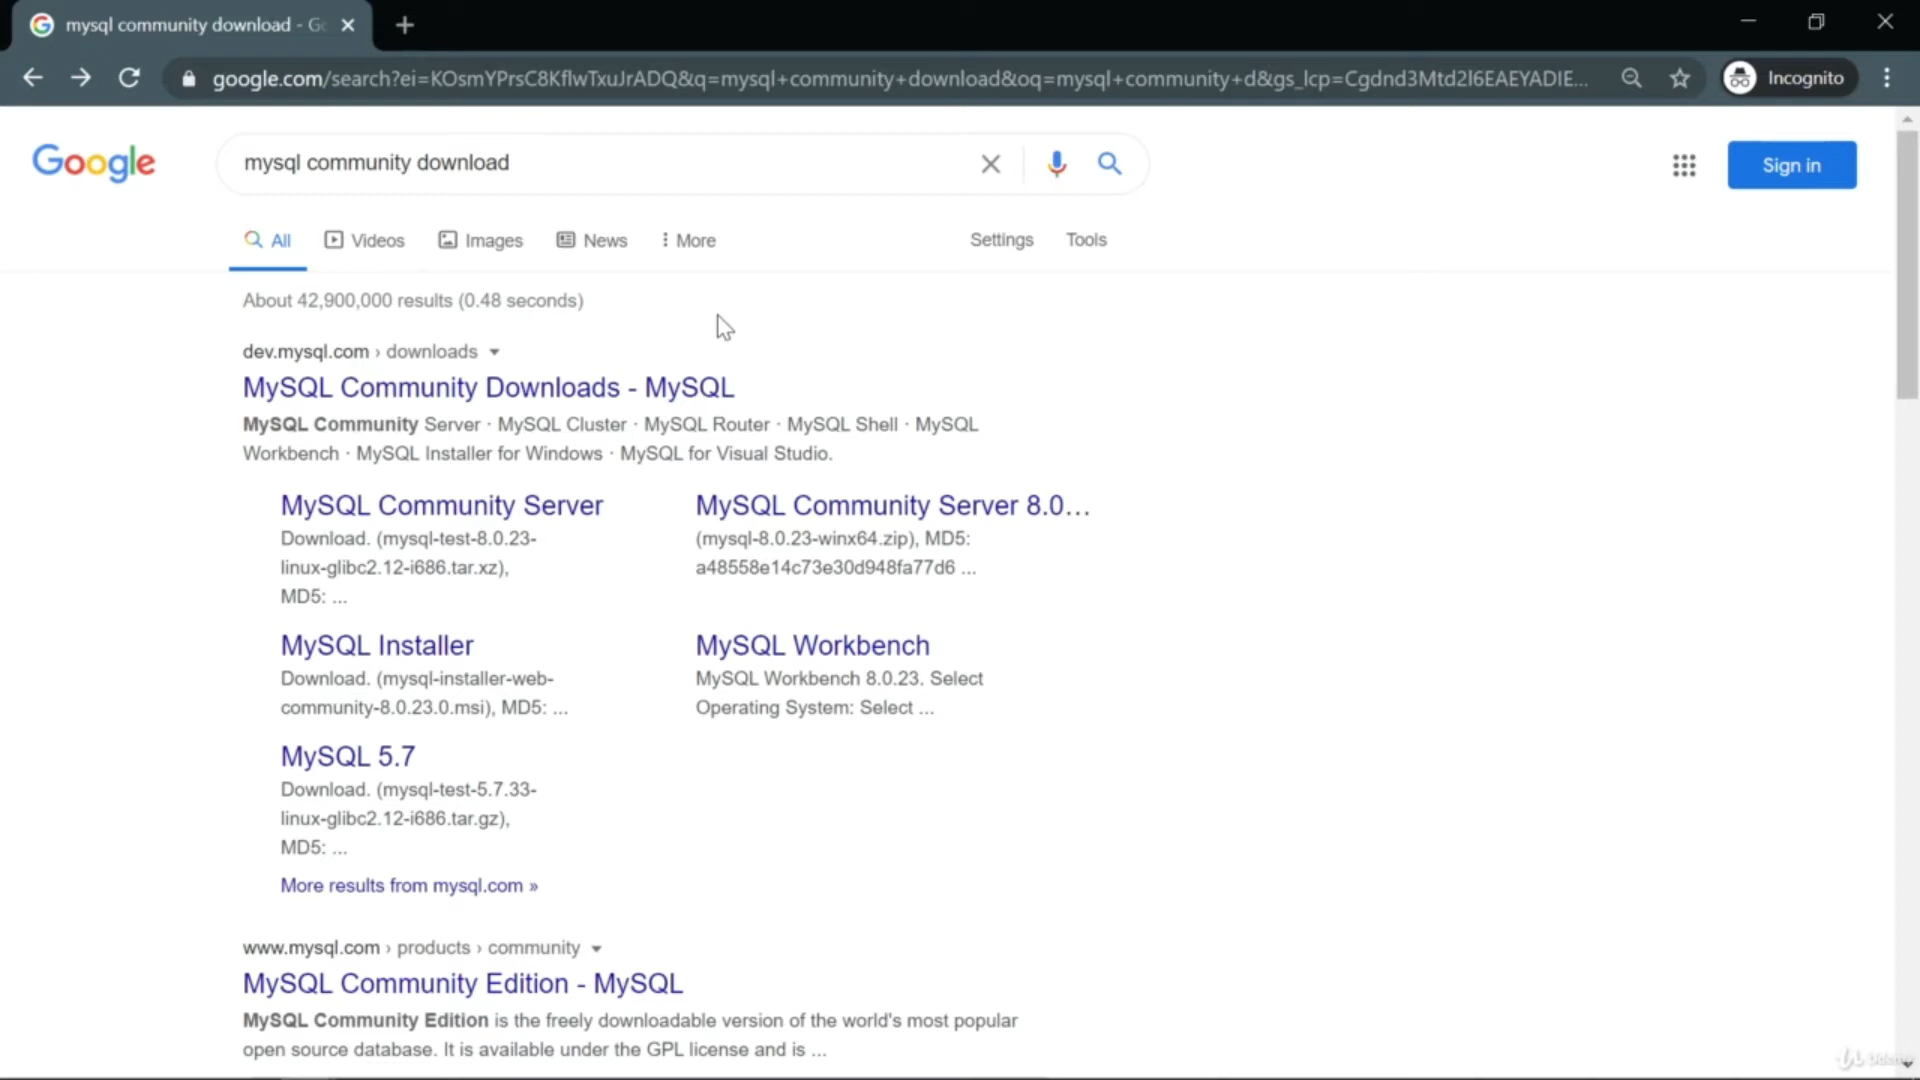 mysql community download - Go
google.com/search?ei=KOsmYPrsC8KflwTxuJrADQ&q=mysql+community+download&oq=mysql+community+d&gs_lcp=Cgdnd3Mtd2l6EAEYADIE...
Incognito
Google
mysql community download
Sign in
All
Videos
Images
News
More
Settings
Tools
About 42,900,000 results (0.48 seconds)
dev.mysql.com › downloads
MySQL Community Downloads - MySQL
MySQL Community Server · MySQL Cluster · MySQL Router · MySQL Shell · MySQL
Workbench · MySQL Installer for Windows · MySQL for Visual Studio.
MySQL Community Server
Download. (mysql-test-8.0.23-
linux-glibc2.12-i686.tar.xz),
MD5: ...
MySQL Community Server 8.0...
(mysql-8.0.23-winx64.zip), MD5:
a48558e14c73e30d948fa77d6 ...
MySQL Installer
Download. (mysql-installer-web-
community-8.0.23.0.msi), MD5: ...
MySQL Workbench
MySQL Workbench 8.0.23. Select
Operating System: Select ...
MySQL 5.7
Download. (mysql-test-5.7.33-
linux-glibc2.12-i686.tar.gz),
MD5: ...
More results from mysql.com »
www.mysql.com › products › community
MySQL Community Edition - MySQL
MySQL Community Edition is the freely downloadable version of the world's most popular
open source database. It is available under the GPL license and is ...